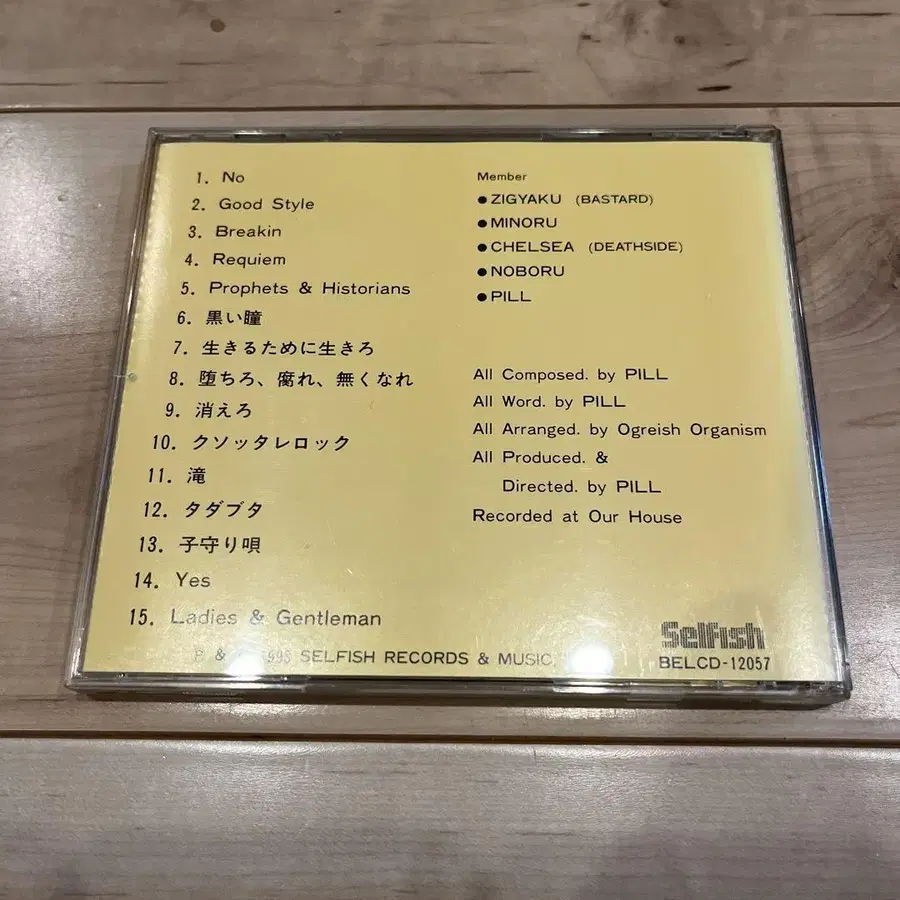 1. No
2. Good Style
3. Breakin
4. Requiem
5. Prophets & Historians
6. 黒い瞳
7. 生きるために生きろ
8. 堕ちろ、腐れ、無くなれ
9. 消えろ
10. クソッタレロック
11. 滝
12. タダブタ
13. 子守り唄
14. Yes
15. Ladies & Gentleman
Member
●ZIGYAKU (BASTARD)
●MINORU
●CHELSEA (DEATHSIDE)
●NOBORU
●PILL
All Composed. by PILL
All Word. by PILL
All Arranged. by Ogreish Organism
All Produced. &
Directed. by PILL
Recorded at Our House
Selfish
BELCD-12057
P & SELFISH RECORDS & MUSIC